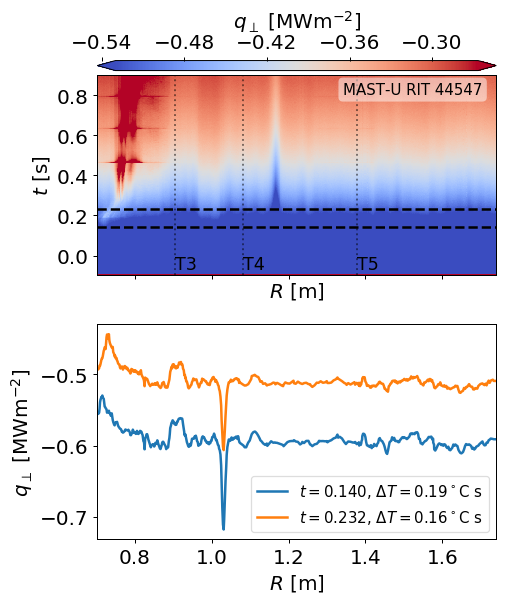 q⊥ [MWm−2]
−0.54 −0.48 −0.42 −0.36 −0.30
MAST-U RIT 44547
0.8
0.6
0.4
0.2
0.0
t [s]
T3 T4 T5
R [m]
−0.5
−0.6
−0.7
q⊥ [MWm−2]
t = 0.140, ΔT = 0.19°C s
t = 0.232, ΔT = 0.16°C s
0.8 1.0 1.2 1.4 1.6
R [m]